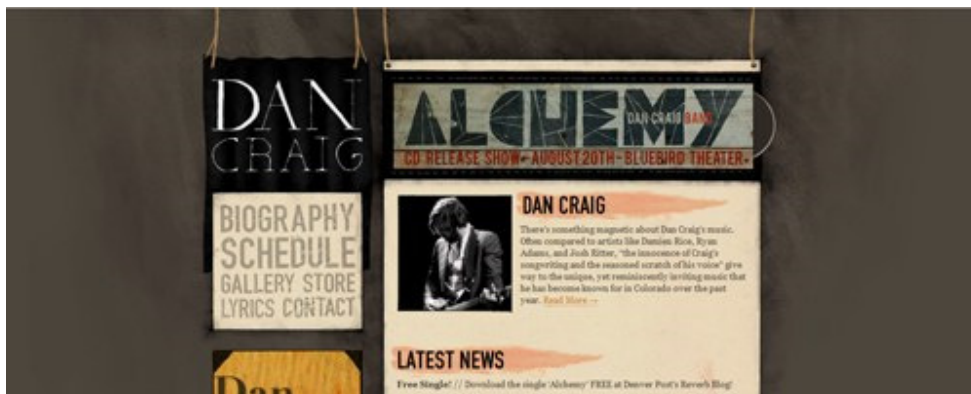 DAN
CRAIG
BIOGRAPHY
SCHEDULE
GALLERY STORE
LYRICS CONTACT
Dan
ALCHEMY
DAN CRAIG BAND
CD RELEASE SHOW - AUGUST 20TH - BLUEBIRD THEATER
DAN CRAIG
There's something magnetic about Dan Craig's music.
Often compared to artists like Damien Rice, Ryan
Adams, and Josh Ritter, "the innocence of Craig's
songwriting and the seasoned scratch of his voice" give
way to the unique, yet reminiscently inviting music that
he has become known for in Colorado over the past
year. Read More →
LATEST NEWS
Free Single! // Download the single 'Alchemy' FREE at Denver Post's Reverb Blog!